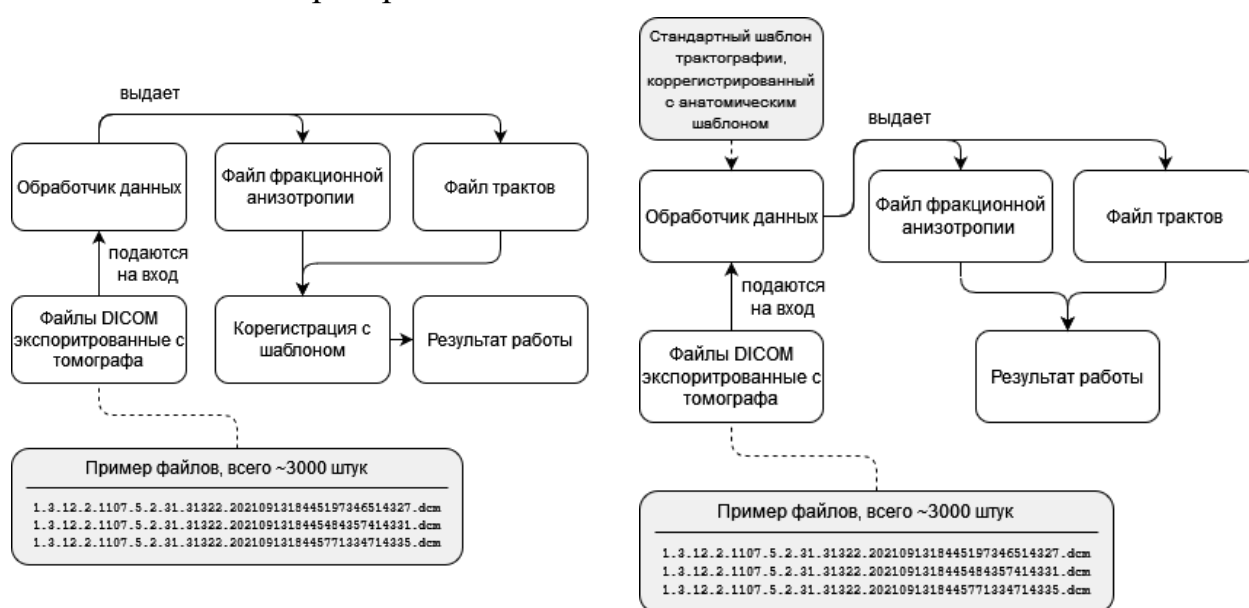 выдает
Обработчик данных
Файл фракционной
анизотропии
Файл трактов
подаются
на вход
Файлы DICOM
экспоритрованные с
томографа
Корегистрация с
шаблоном
Результат работы
Пример файлов, всего ~3000 штук
1.3.12.2.1107.5.2.31.31322.2021091318445197346514327.dcm
1.3.12.2.1107.5.2.31.31322.2021091318445484357414331.dcm
1.3.12.2.1107.5.2.31.31322.2021091318445771334714335.dcm
Стандартный шаблон
трактографии,
коррегистрированный
с анатомическим
шаблоном
выдает
Обработчик данных
Файл фракционной
анизотропии
Файл трактов
подаются
на вход
Файлы DICOM
экспоритрованные с
томографа
Результат работы
Пример файлов, всего ~3000 штук
1.3.12.2.1107.5.2.31.31322.2021091318445197346514327.dcm
1.3.12.2.1107.5.2.31.31322.2021091318445484357414331.dcm
1.3.12.2.1107.5.2.31.31322.2021091318445771334714335.dcm